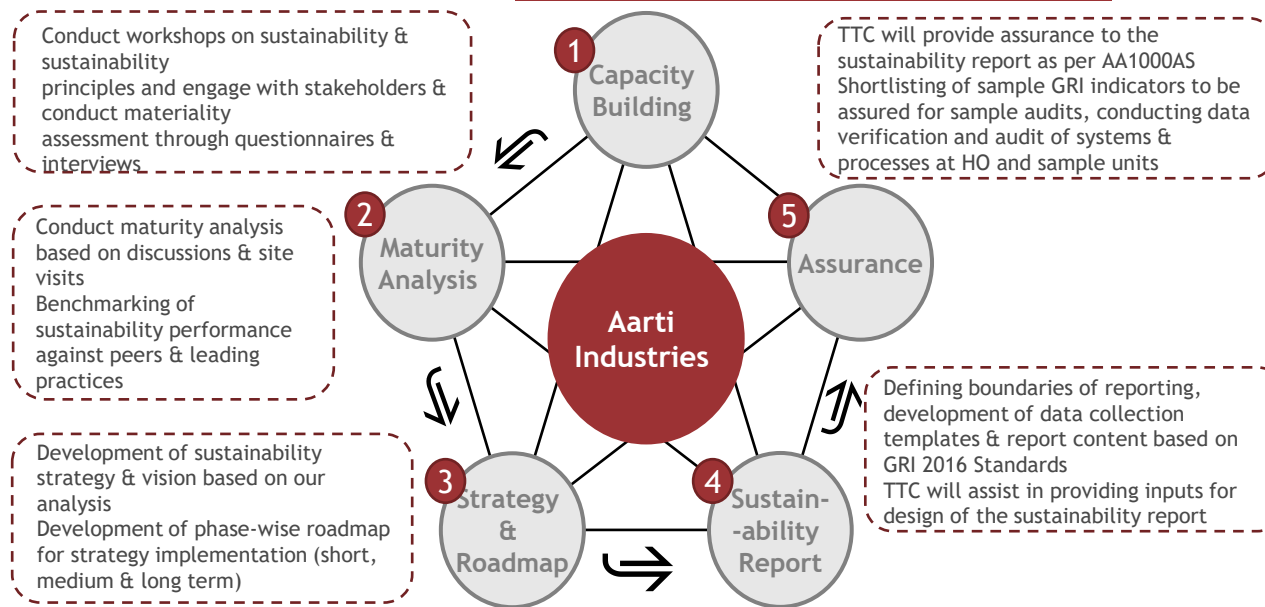 Conduct workshops on sustainability &
sustainability
principles and engage with stakeholders &
conduct materiality
assessment through questionnaires &
interviews
1
Capacity
Building
TTC will provide assurance to the
sustainability report as per AA1000AS
Shortlisting of sample GRI indicators to be
assured for sample audits, conducting data
verification and audit of systems &
processes at HO and sample units
2
Maturity
Analysis
Conduct maturity analysis
based on discussions & site
visits
Benchmarking of
sustainability performance
against peers & leading
practices
5
Assurance
Aarti
Industries
3
Strategy
&
Roadmap
Development of sustainability
strategy & vision based on our
analysis
Development of phase-wise roadmap
for strategy implementation (short,
medium & long term)
4
Sustain-
-ability
Report
Defining boundaries of reporting,
development of data collection
templates & report content based on
GRI 2016 Standards
TTC will assist in providing inputs for
design of the sustainability report